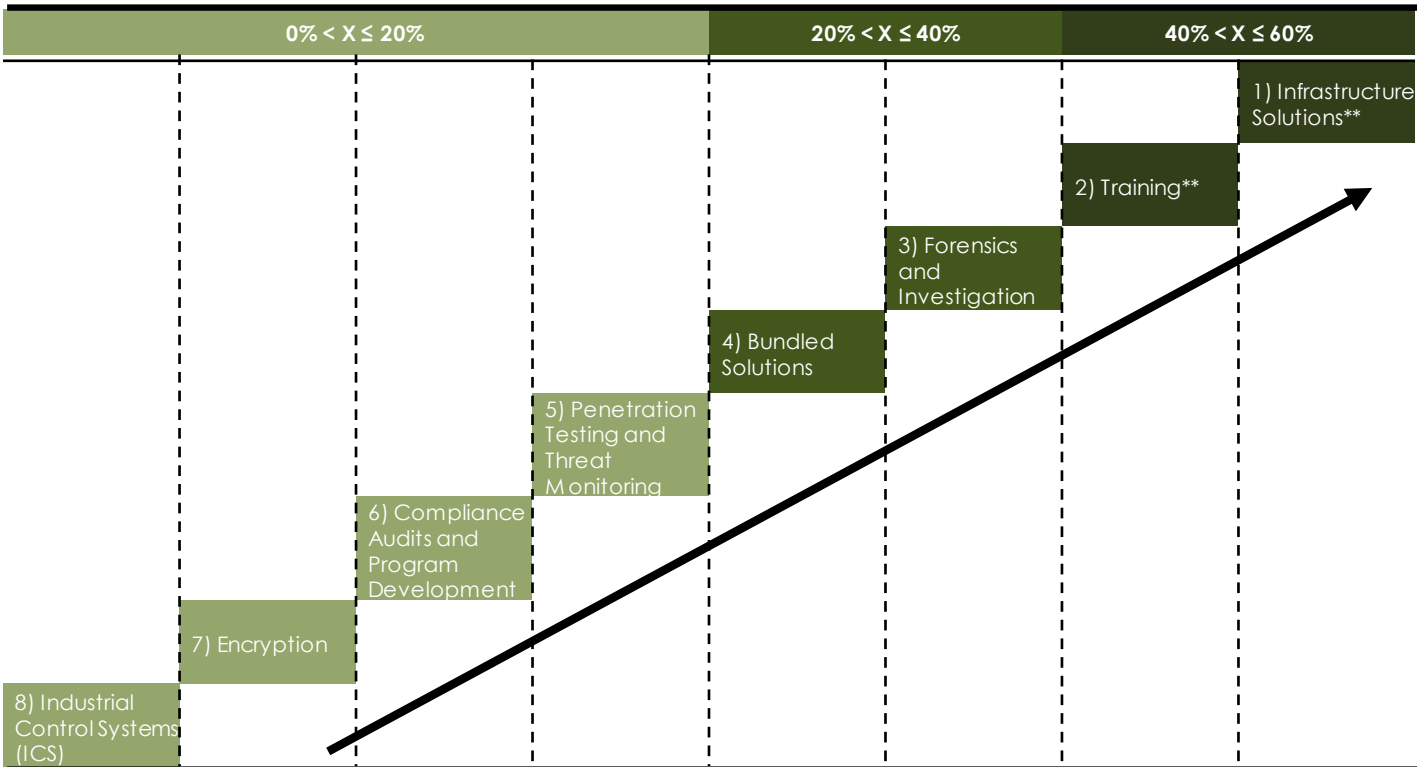 0% < X ≤ 20%
20% < X ≤ 40%
40% < X ≤ 60%
1) Infrastructure
Solutions**
2) Training**
3) Forensics
and
Investigation
4) Bundled
Solutions
5) Penetration
Testing and
Threat
Monitoring
6) Compliance
Audits and
Program
Development
7) Encryption
8) Industrial
Control Systems
(ICS)